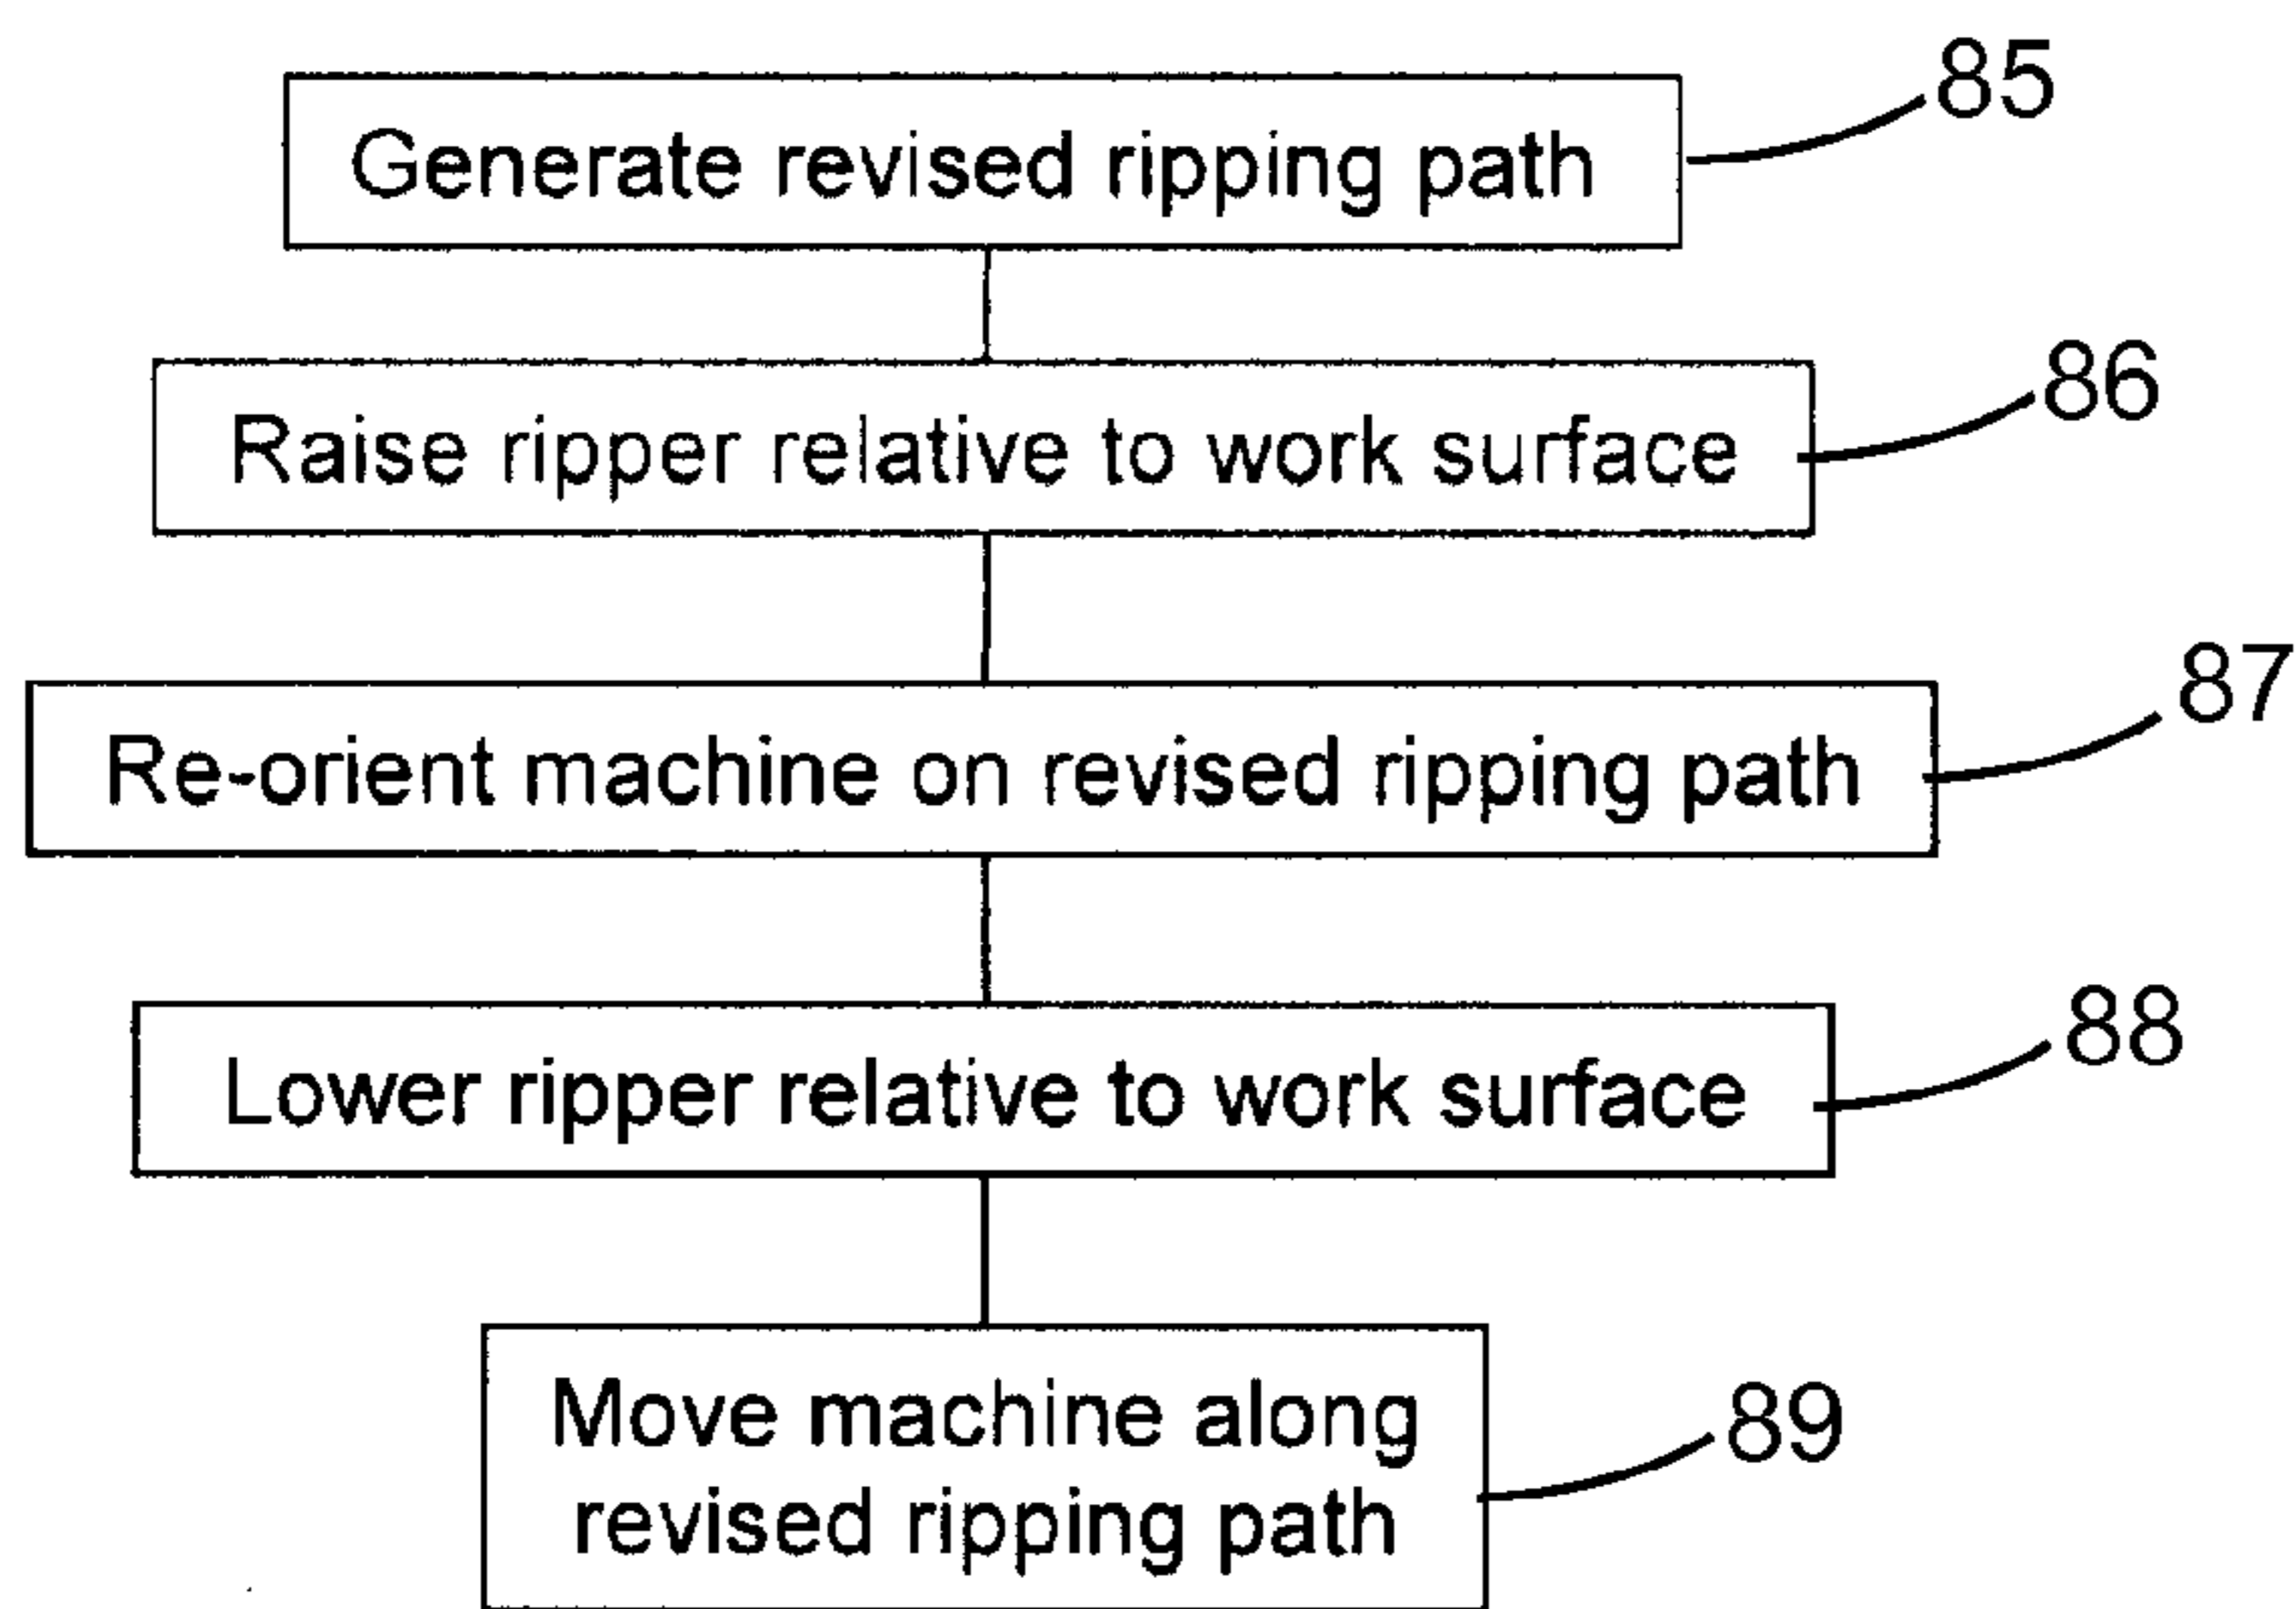 85
Generate revised ripping path
86
Raise ripper relative to work surface
87
Re-orient machine on revised ripping path
88
Lower ripper relative to work surface
Move machine along
89
revised ripping path